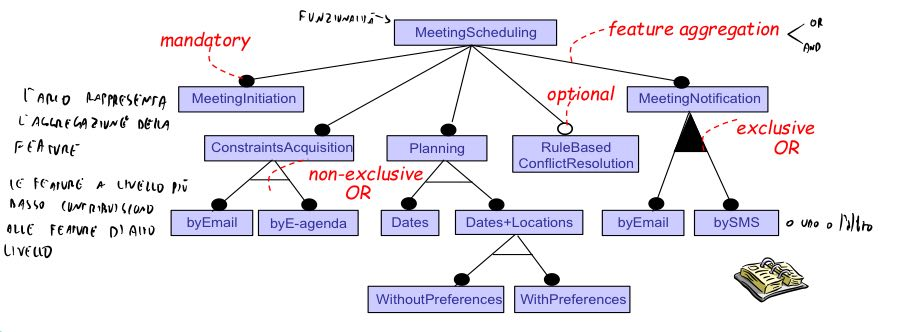 FUNZIONALITÀ
MeetingScheduling
OR
AND
mandatory
feature aggregation
MeetingInitiation
optional
MeetingNotification
L'ARCO RAPPRESENTA
L'AGGREGAZIONE DELLA
FEATURE
ConstraintsAcquisition
Planning
RuleBased
ConflictResolution
exclusive
OR
non-exclusive
OR
LE FEATURE A LIVELLO PIÙ
BASSO CONTRIBUISCONO
ALLE FEATURE DI ALTO
LIVELLO
byEmail
byE-agenda
Dates
Dates+Locations
byEmail
bySMS
O UNO O l'Altro
WithoutPreferences
WithPreferences